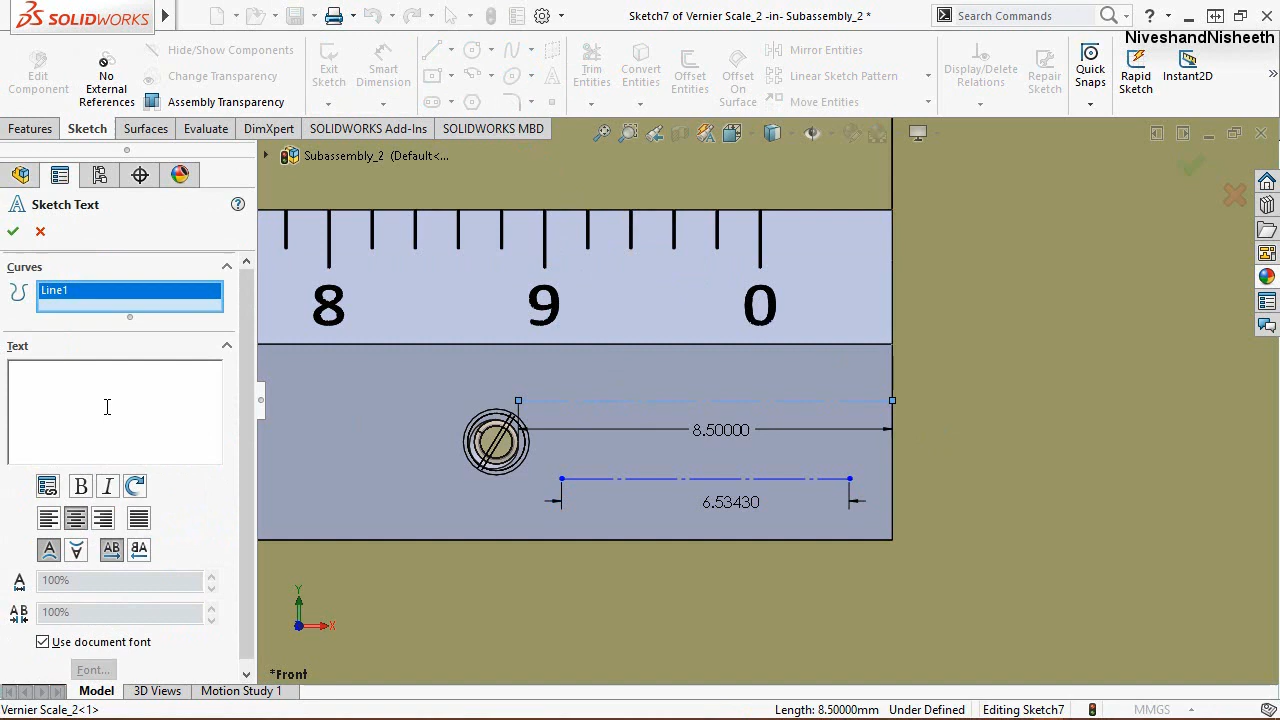 SOLIDWORKS
Sketch7 of Vernier Scale_2 -in- Subassembly_2 *
Search Commands
NiveshandNisheeth
Edit Component
No External References
Hide/Show Components
Change Transparency
Assembly Transparency
Exit Sketch
Smart Dimension
Trim Entities
Convert Entities
Offset Entities
Offset On Surface
Mirror Entities
Linear Sketch Pattern
Move Entities
Display/Delete Relations
Repair Sketch
Quick Snaps
Rapid Sketch
Instant2D
Features
Sketch
Surfaces
Evaluate
DimXpert
SOLIDWORKS Add-Ins
SOLIDWORKS MBD
Subassembly_2 (Default<...
Sketch Text
Curves
Line1
Text
B I
AB
100%
AB
100%
Use document font
Font...
8 9 0
8.50000
6.53430
Y
X
*Front
Model
3D Views
Motion Study 1
Vernier Scale_2<1>
Length: 8.50000mm
Under Defined
Editing Sketch7
MMGS